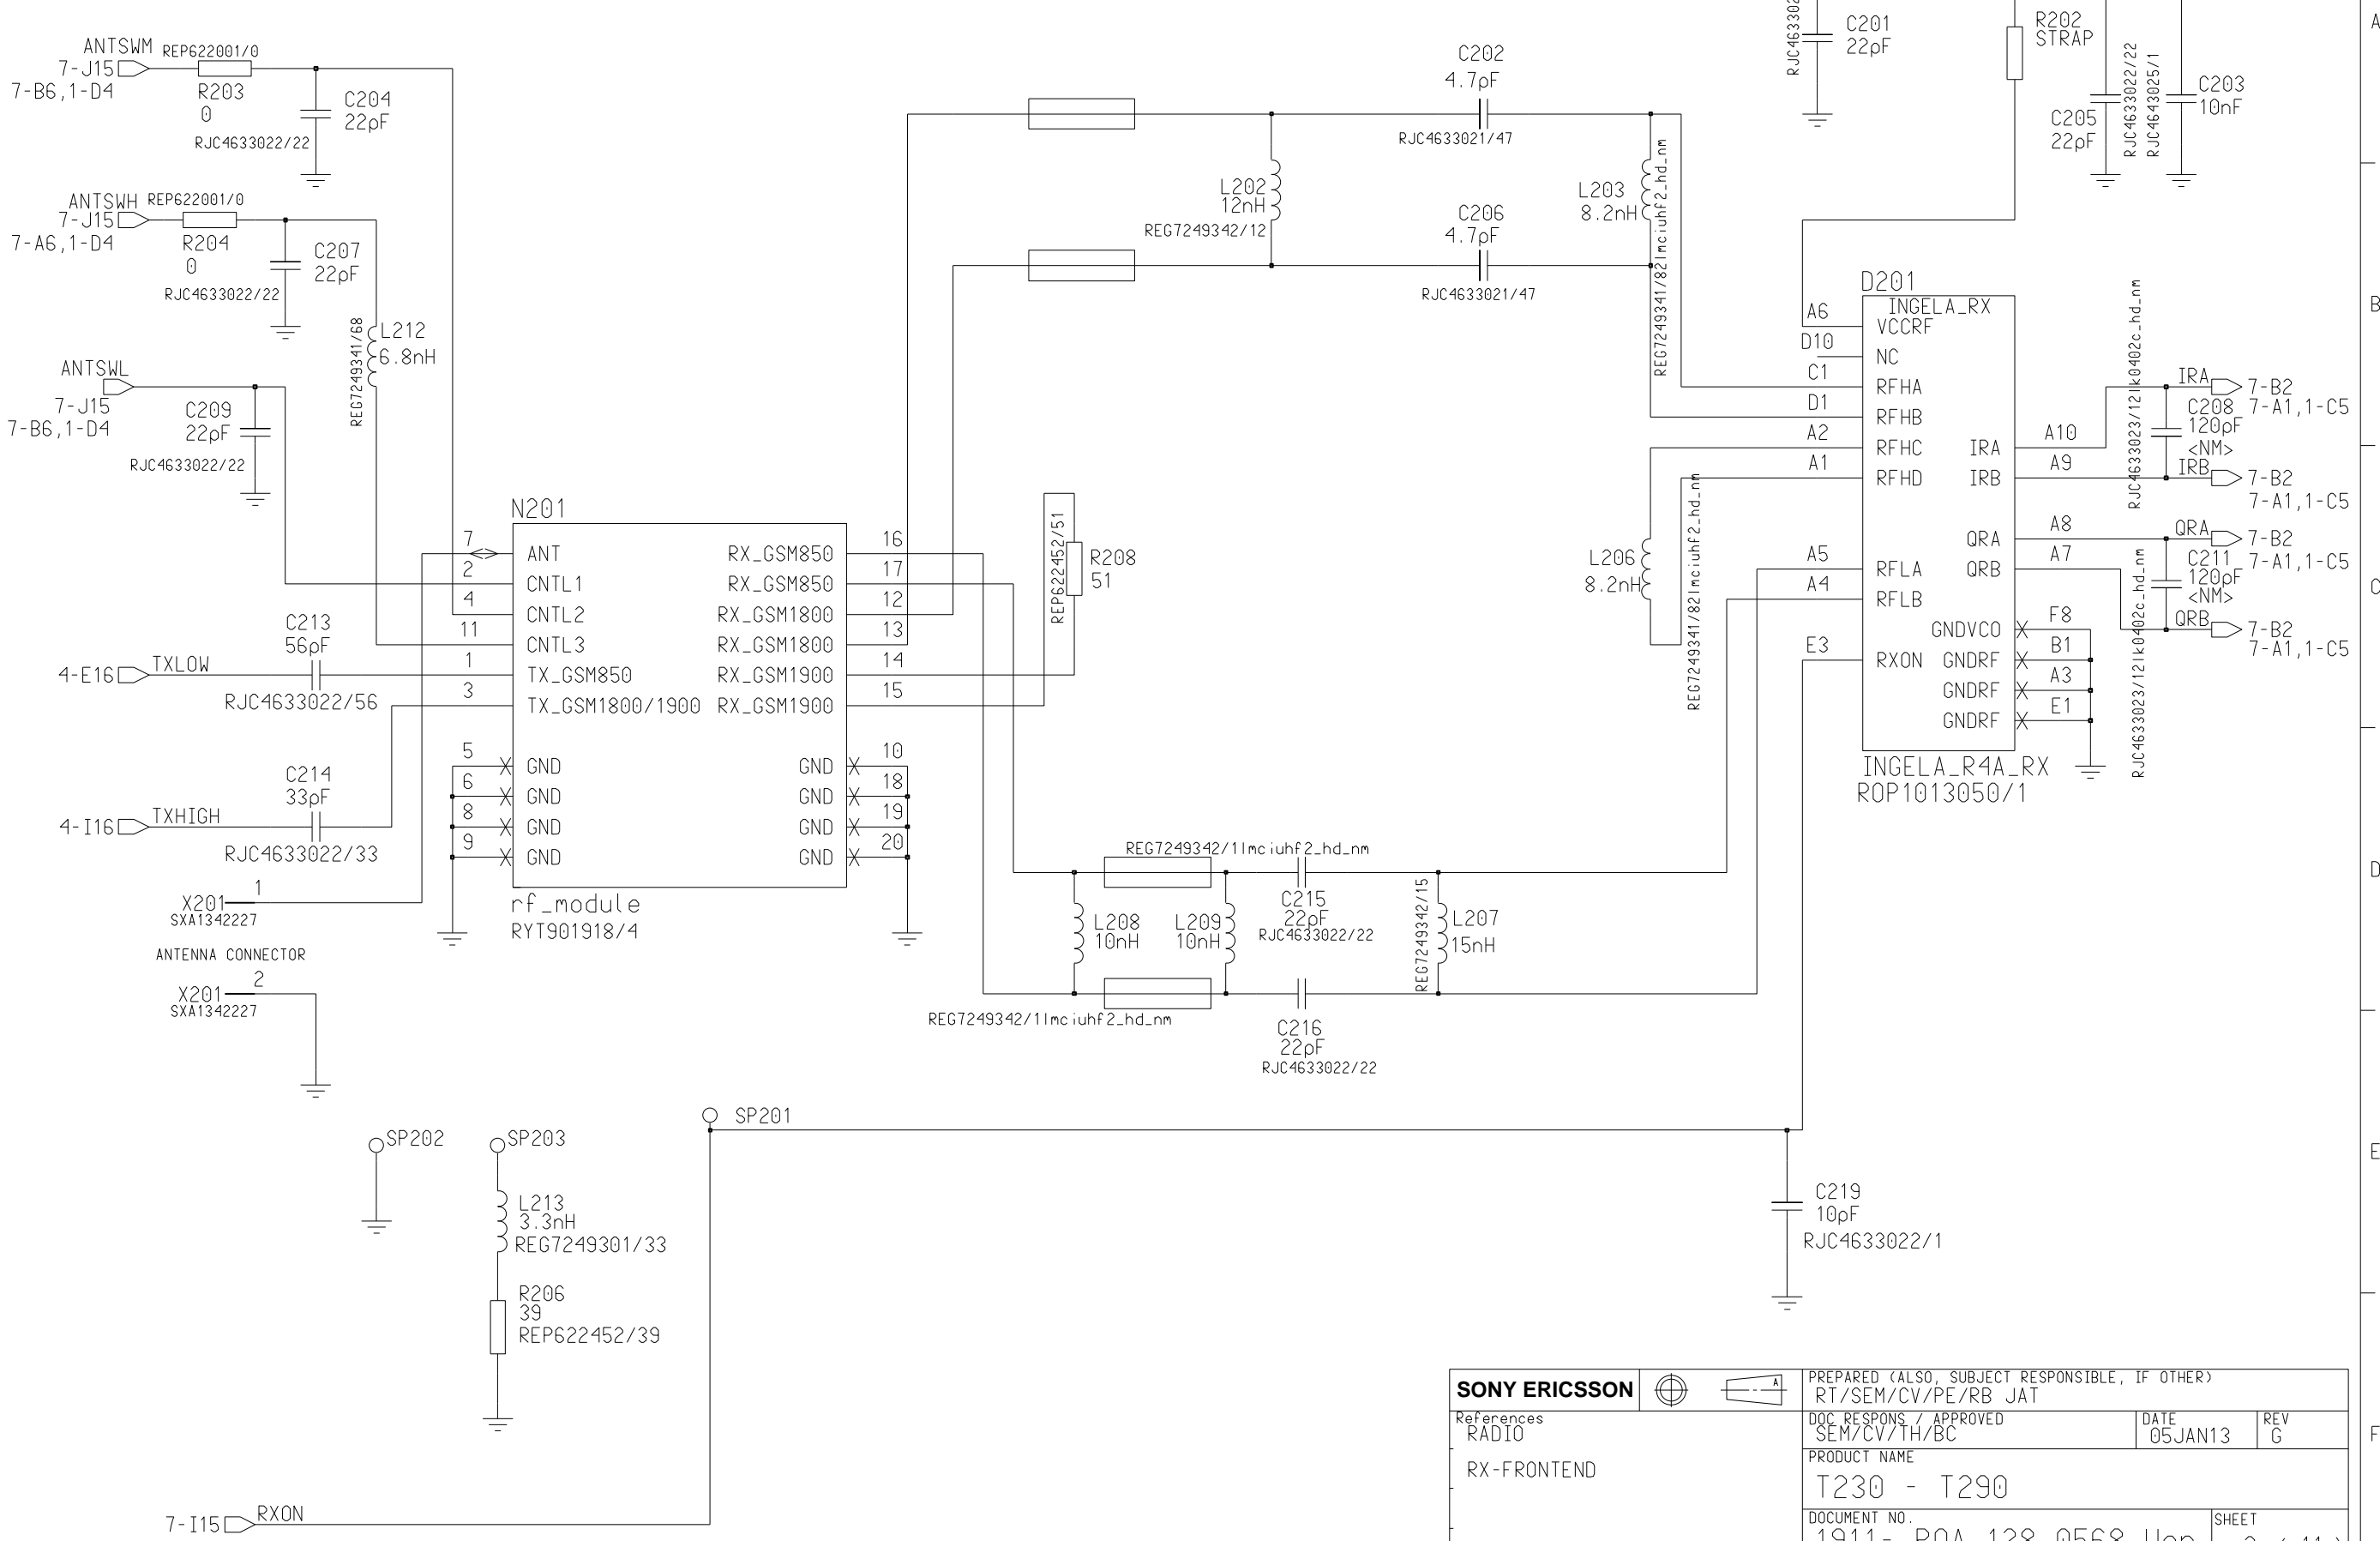 ANTSWM
REP622001/0
7-J15
7-B6,1-D4
R203
0
C204
22pF
RJC4633022/22
ANTSWH
REP622001/0
7-J15
7-A6,1-D4
R204
0
C207
22pF
RJC4633022/22
REG7249341/68
L212
6.8nH
ANTSWL
7-J15
7-B6,1-D4
C209
22pF
RJC4633022/22
C202
4.7pF
RJC4633021/47
L202
12nH
REG7249342/12
C206
4.7pF
RJC4633021/47
L203
8.2nH
REG7249341/82lmciuhf2_hd_nm
C201
22pF
R202
STRAP
C205
22pF
RJC4633022/22
RJC4643025/1
C203
10nF
D201
INGELA_RX
A6
VCCRF
D10
NC
C1
RFHA
D1
RFHB
A2
RFHC
A1
RFHD
A5
RFLA
A4
RFLB
E3
RXON
IRA
A10
IRB
A9
QRA
A8
QRB
A7
GNDVCO
F8
GNDRF
B1
GNDRF
A3
GNDRF
E1
INGELA_R4A_RX
ROP1013050/1
RJC4633023/12lk0402c_hd_nm
IRA
7-B2
7-A1,1-C5
C208
120pF
<NM>
IRB
7-B2
7-A1,1-C5
QRA
7-B2
7-A1,1-C5
C211
120pF
<NM>
QRB
7-B2
7-A1,1-C5
RJC4633023/12lk0402c_hd_nm
L206
8.2nH
REG7249341/82lmciuhf2_hd_nm
N201
7
ANT
2
CNTL1
4
CNTL2
11
CNTL3
1
TX_GSM850
3
TX_GSM1800/1900
5
GND
6
GND
8
GND
9
GND
RX_GSM850
16
RX_GSM850
17
RX_GSM1800
12
RX_GSM1800
13
RX_GSM1900
14
RX_GSM1900
15
GND
10
GND
18
GND
19
GND
20
rf_module
RYT901918/4
REP622452/51
R208
51
C213
56pF
4-E16
TXLOW
RJC4633022/56
C214
33pF
4-I16
TXHIGH
RJC4633022/33
1
X201
SXA1342227
ANTENNA CONNECTOR
2
X201
SXA1342227
REG7249342/1lmciuhf2_hd_nm
L208
10nH
L209
10nH
C215
22pF
RJC4633022/22
REG7249342/15
L207
15nH
REG7249342/1lmciuhf2_hd_nm
C216
22pF
RJC4633022/22
SP201
SP202
SP203
L213
3.3nH
REG7249301/33
R206
39
REP622452/39
C219
10pF
RJC4633022/1
7-I15
RXON
A
B
C
D
E
F
SONY ERICSSON
A
PREPARED (ALSO, SUBJECT RESPONSIBLE, IF OTHER)
RT/SEM/CV/PE/RB JAT
References
RADIO
RX-FRONTEND
DOC RESPONS / APPROVED
SEM/CV/TH/BC
DATE
05JAN13
REV
G
PRODUCT NAME
T230 - T290
DOCUMENT NO.
SHEET